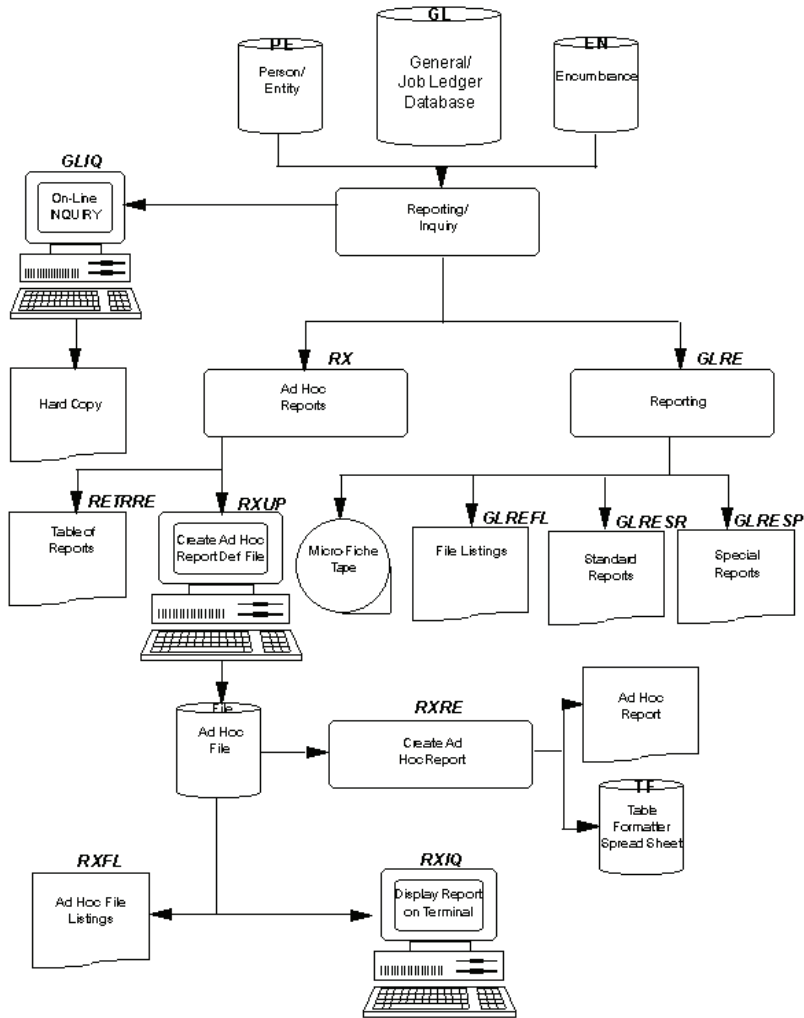 GL
PE
EN
General/
Job Ledger
Database
Person/
Entity
Encumbrance
GLIQ
On-Line
INQUIRY
Reporting/
Inquiry
RX
GLRE
Hard Copy
Ad Hoc
Reports
Reporting
RETRRE
RXUP
GLREFL
GLRESR
GLRESP
Table of
Reports
Create Ad Hoc
Report Def File
Micro Fiche
Tape
File Listings
Standard
Reports
Special
Reports
File
Ad Hoc
File
RXRE
Create Ad
Hoc Report
Ad Hoc
Report
TF
Table
Formatter
Spread Sheet
RXFL
RXIQ
Ad Hoc File
Listings
Display Report
on Terminal